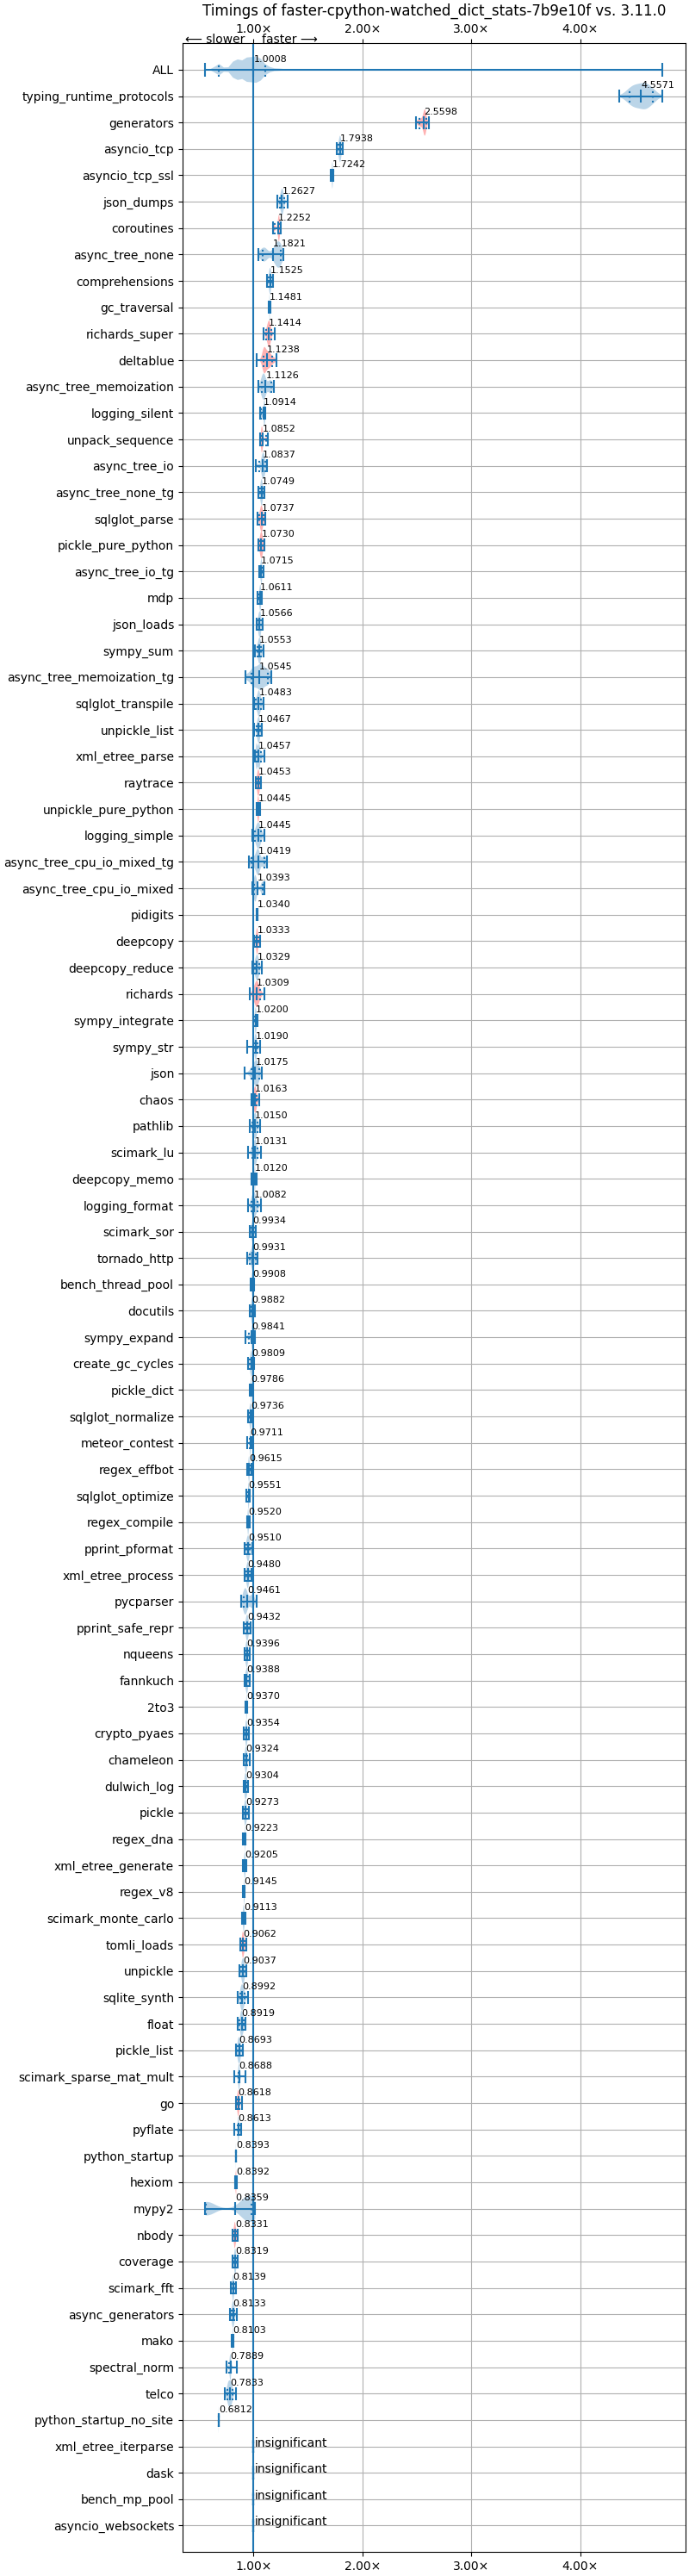 Timings of faster-cpython-watched_dict_stats-7b9e10f vs. 3.11.0
1.00× 2.00× 3.00× 4.00×
⟵ slower faster ⟶
ALL 1.0008
typing_runtime_protocols 4.5571
generators 2.5598
asyncio_tcp 1.7938
asyncio_tcp_ssl 1.7242
json_dumps 1.2627
coroutines 1.2252
async_tree_none 1.1821
comprehensions 1.1525
gc_traversal 1.1481
richards_super 1.1414
deltablue 1.1238
async_tree_memoization 1.1126
logging_silent 1.0914
unpack_sequence 1.0852
async_tree_io 1.0837
async_tree_none_tg 1.0749
sqlglot_parse 1.0737
pickle_pure_python 1.0730
async_tree_io_tg 1.0715
mdp 1.0611
json_loads 1.0566
sympy_sum 1.0553
async_tree_memoization_tg 1.0545
sqlglot_transpile 1.0483
unpickle_list 1.0467
xml_etree_parse 1.0457
raytrace 1.0453
unpickle_pure_python 1.0445
logging_simple 1.0445
async_tree_cpu_io_mixed_tg 1.0419
async_tree_cpu_io_mixed 1.0393
pidigits 1.0340
deepcopy 1.0333
deepcopy_reduce 1.0329
richards 1.0309
sympy_integrate 1.0200
sympy_str 1.0190
json 1.0175
chaos 1.0163
pathlib 1.0150
scimark_lu 1.0131
deepcopy_memo 1.0120
logging_format 1.0082
scimark_sor 0.9934
tornado_http 0.9931
bench_thread_pool 0.9908
docutils 0.9882
sympy_expand 0.9841
create_gc_cycles 0.9809
pickle_dict 0.9786
sqlglot_normalize 0.9736
meteor_contest 0.9711
regex_effbot 0.9615
sqlglot_optimize 0.9551
regex_compile 0.9520
pprint_pformat 0.9510
xml_etree_process 0.9480
pycparser 0.9461
pprint_safe_repr 0.9432
nqueens 0.9396
fannkuch 0.9388
2to3 0.9370
crypto_pyaes 0.9354
chameleon 0.9324
dulwich_log 0.9304
pickle 0.9273
regex_dna 0.9223
xml_etree_generate 0.9205
regex_v8 0.9145
scimark_monte_carlo 0.9113
tomli_loads 0.9062
unpickle 0.9037
sqlite_synth 0.8992
float 0.8919
pickle_list 0.8693
scimark_sparse_mat_mult 0.8688
go 0.8618
pyflate 0.8613
python_startup 0.8393
hexiom 0.8392
mypy2 0.8359
nbody 0.8331
coverage 0.8319
scimark_fft 0.8139
async_generators 0.8133
mako 0.8103
spectral_norm 0.7889
telco 0.7833
python_startup_no_site 0.6812
xml_etree_iterparse insignificant
dask insignificant
bench_mp_pool insignificant
asyncio_websockets insignificant
1.00× 2.00× 3.00× 4.00×